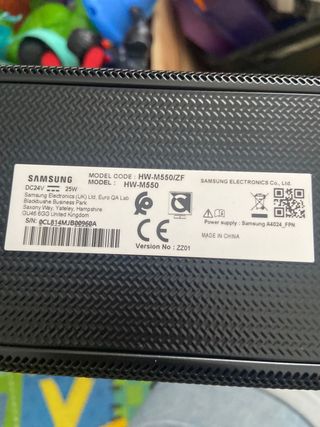 SAMSUNG
DC24V ⎓ 25W
Samsung Electronics (UK) Ltd, Euro QA Lab
Blackbushe Business Park
Saxony Way, Yateley, Hampshire
GU46 6GG United Kingdom
S/N: 0CL814MJB00950A
MODEL CODE : HW-M550/ZF
MODEL : HW-M550
CE
Version No : ZZ01
SAMSUNG ELECTRONICS Co., Ltd.
Power supply : Samsung A4024_FPN
MADE IN CHINA